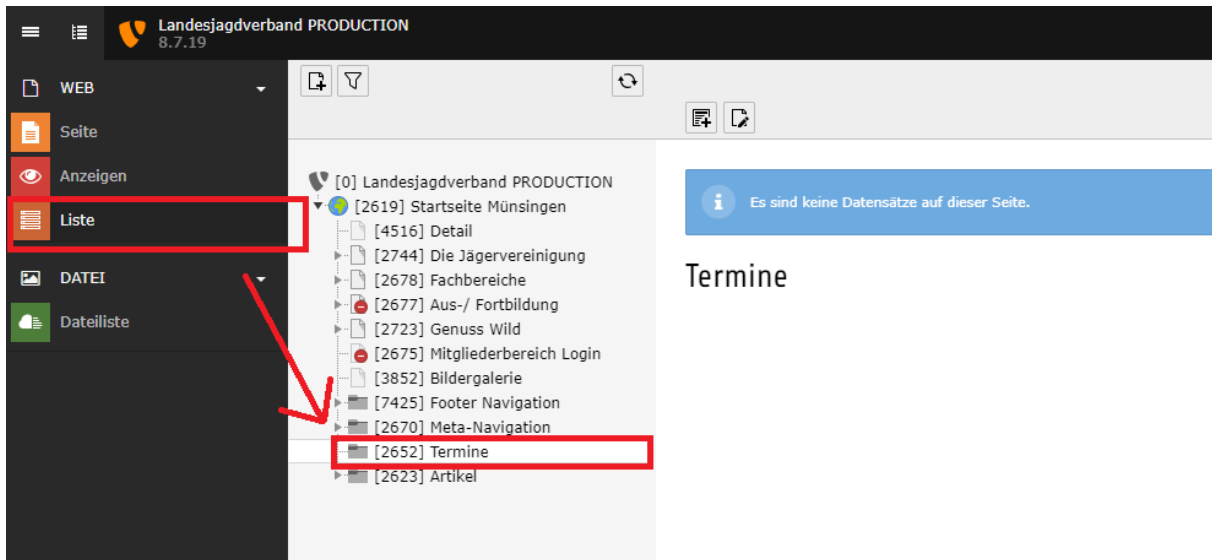 Landesjagdverband PRODUCTION
8.7.19
WEB
Seite
Anzeigen
Liste
DATEI
Dateiliste
[0] Landesjagdverband PRODUCTION
[2619] Startseite Münsingen
[4516] Detail
[2744] Die Jägervereinigung
[2678] Fachbereiche
[2677] Aus-/ Fortbildung
[2723] Genuss Wild
[2675] Mitgliederbereich Login
[3852] Bildergalerie
[7425] Footer Navigation
[2670] Meta-Navigation
[2652] Termine
[2623] Artikel
Es sind keine Datensätze auf dieser Seite.
Termine